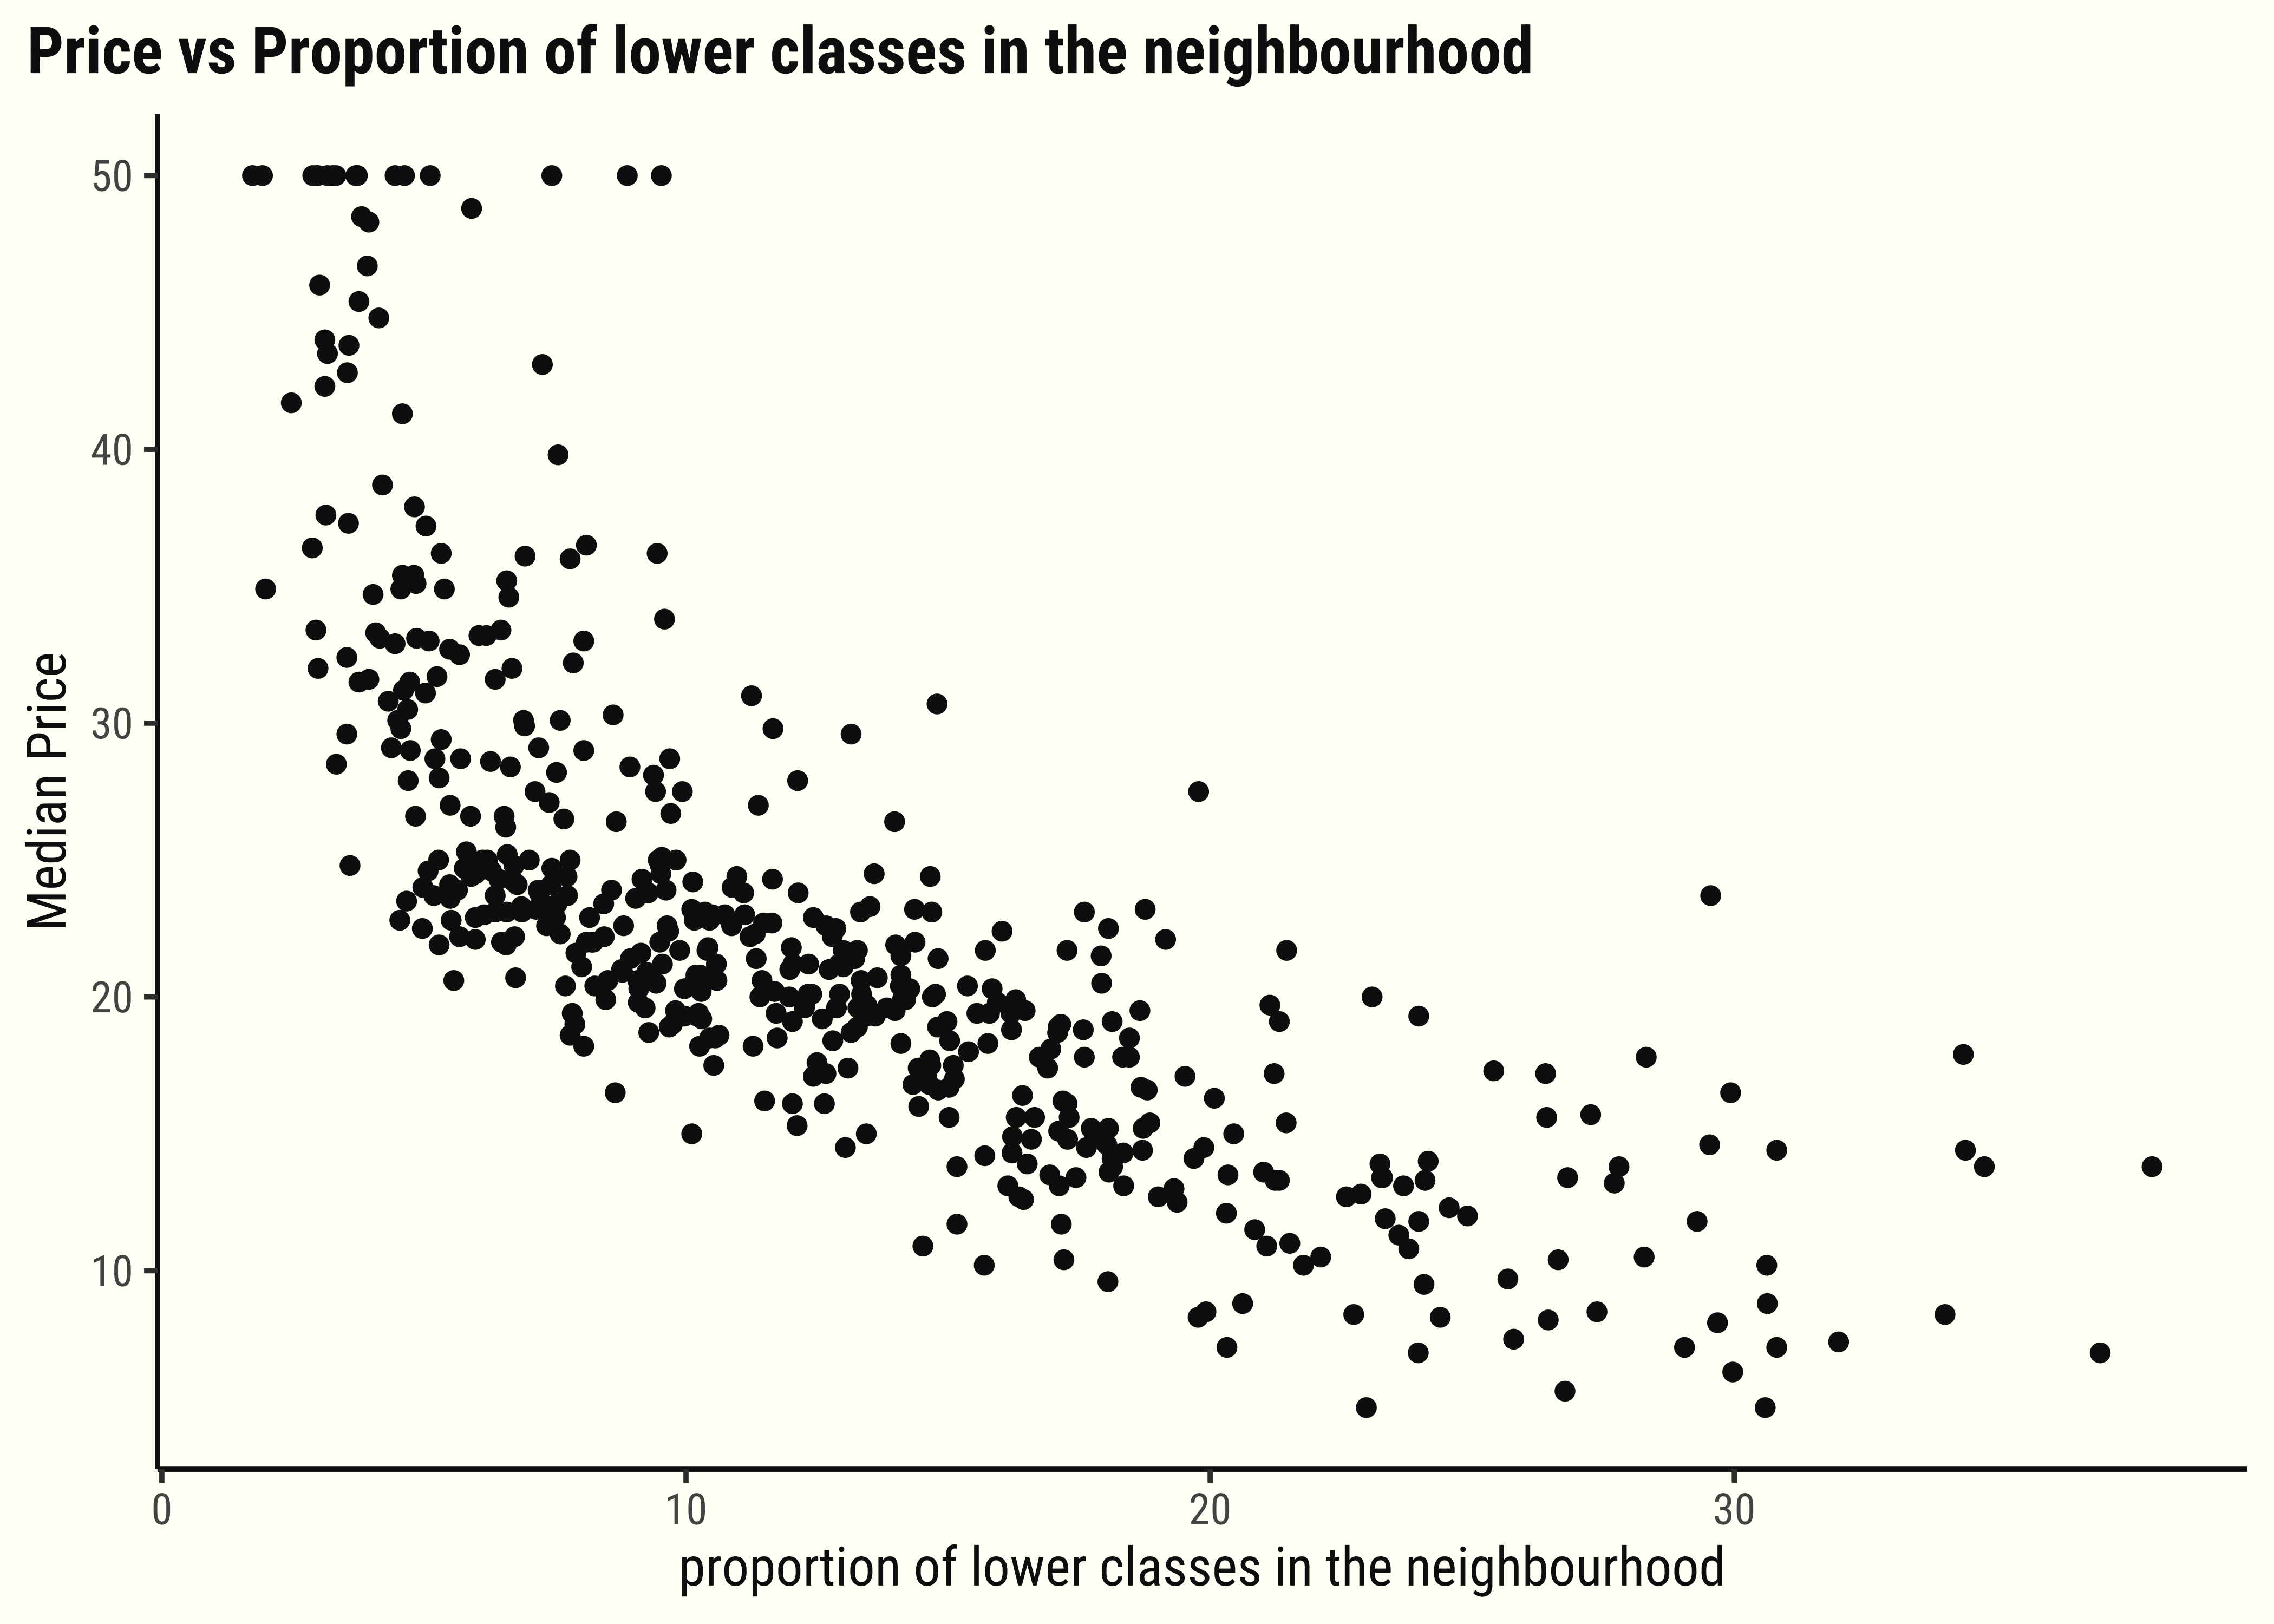 Price vs Proportion of lower classes in the neighbourhood
Median Price
50
40
30
20
10
0 10 20 30
proportion of lower classes in the neighbourhood